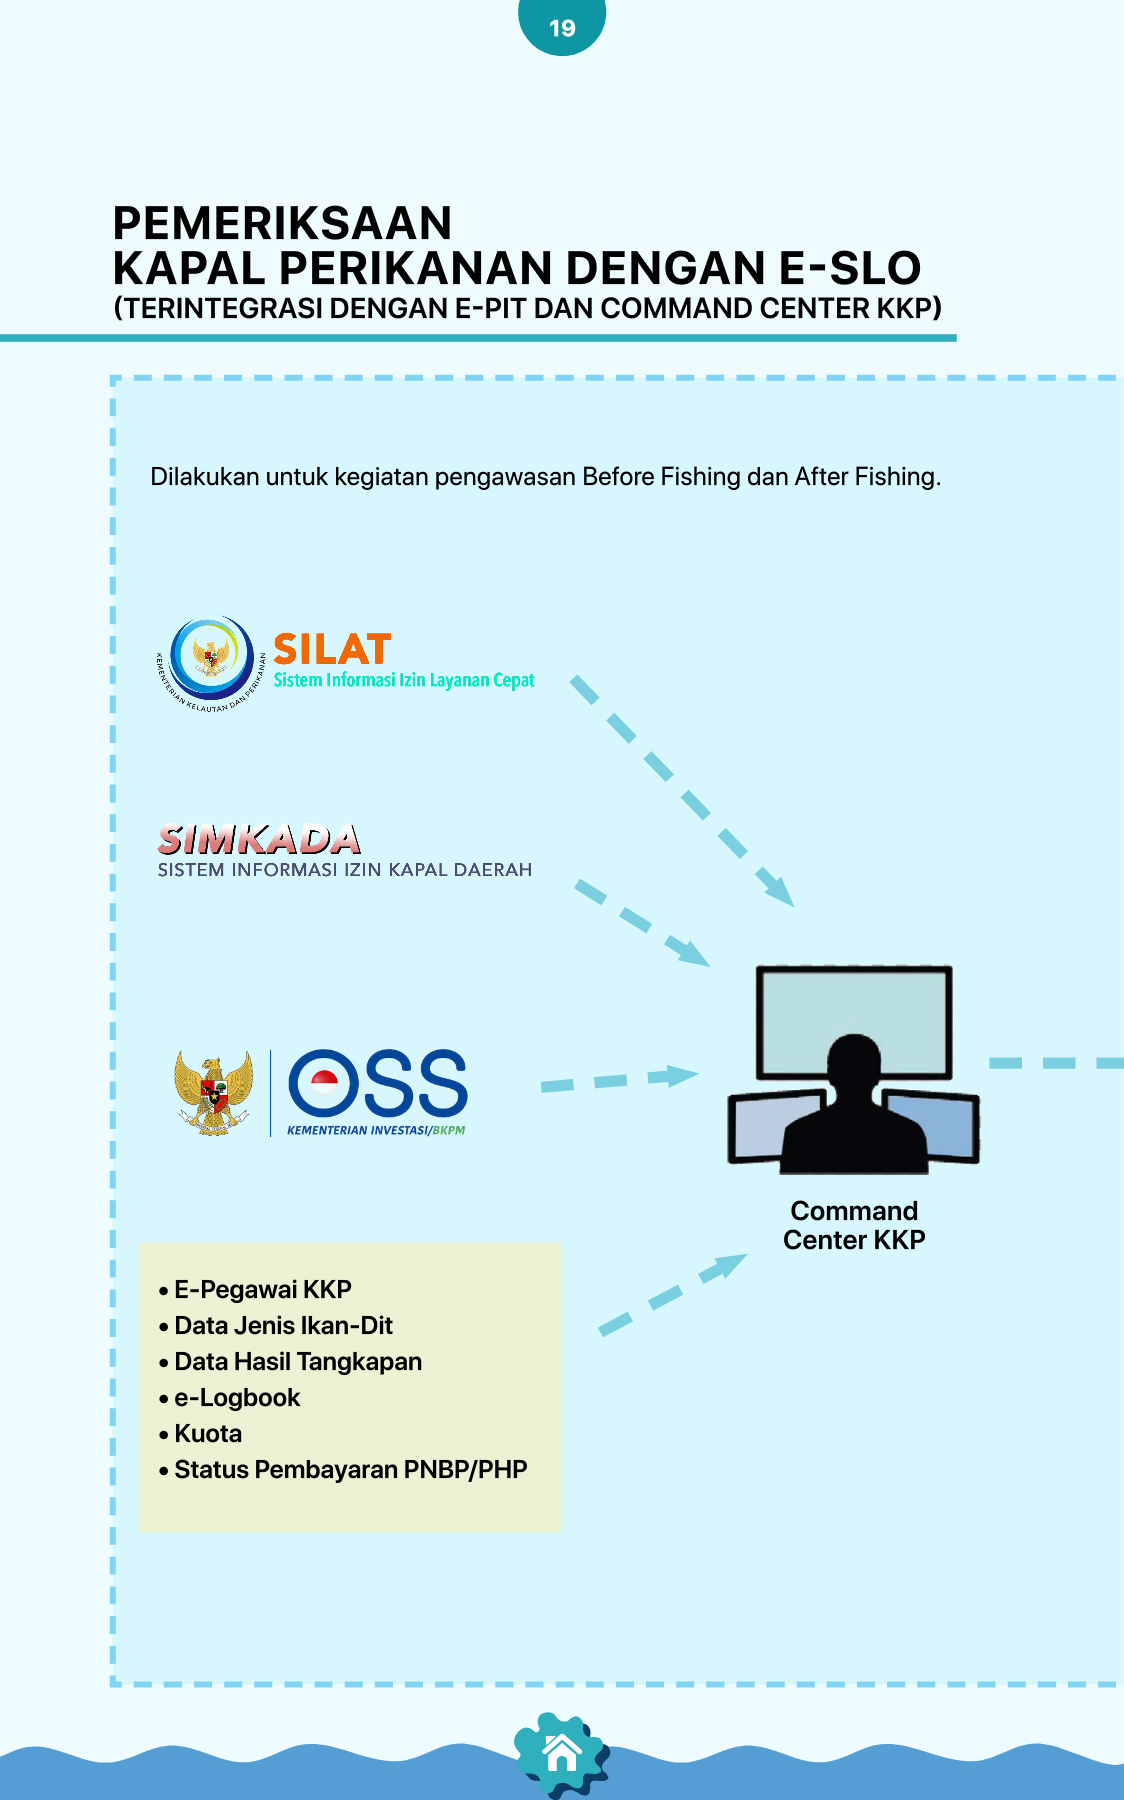 19
PEMERIKSAAN
KAPAL PERIKANAN DENGAN E-SLO
(TERINTEGRASI DENGAN E-PIT DAN COMMAND CENTER KKP)
Dilakukan untuk kegiatan pengawasan Before Fishing dan After Fishing.
KEMENTERIAN KELAUTAN DAN PERIKANAN
SILAT
Sistem Informasi Izin Layanan Cepat
SIMKADA
SISTEM INFORMASI IZIN KAPAL DAERAH
OSS
KEMENTERIAN INVESTASI/BKPM
Command
Center KKP
• E-Pegawai KKP
• Data Jenis Ikan-Dit
• Data Hasil Tangkapan
• e-Logbook
• Kuota
• Status Pembayaran PNBP/PHP